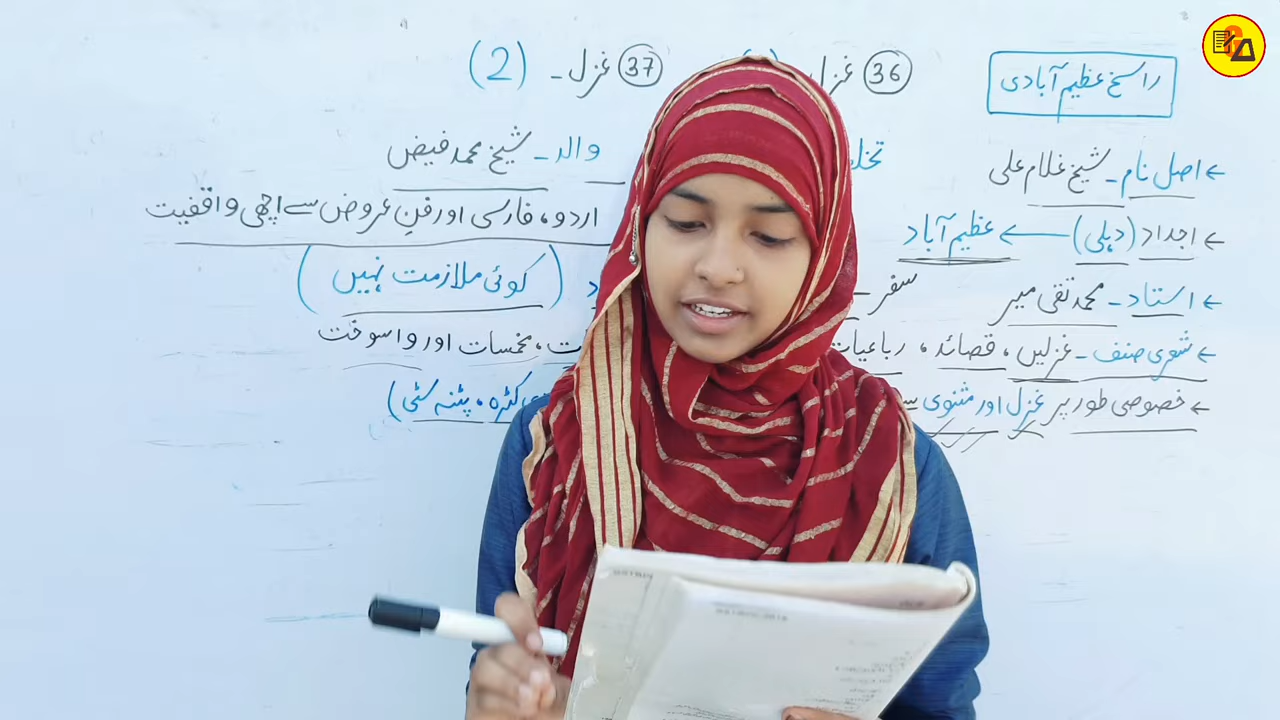 راسخ عظیم آبادی
36 غزل 37 غزل - (2)
← اصل نام - شیخ غلام علی والد - شیخ محمد فیض
← اجداد (دہلی) ← عظیم آباد اردو، فارسی اور فنِ عروض سے اچھی واقفیت
← استاد - محمد تقی میر سفر - (کوئی ملازمت نہیں)
← شعری صنف - غزلیں، قصائد، رباعیات، مخمسات اور واسوخت
← خصوصی طور پر غزل اور مثنوی کٹرہ، پٹنہ سٹی)